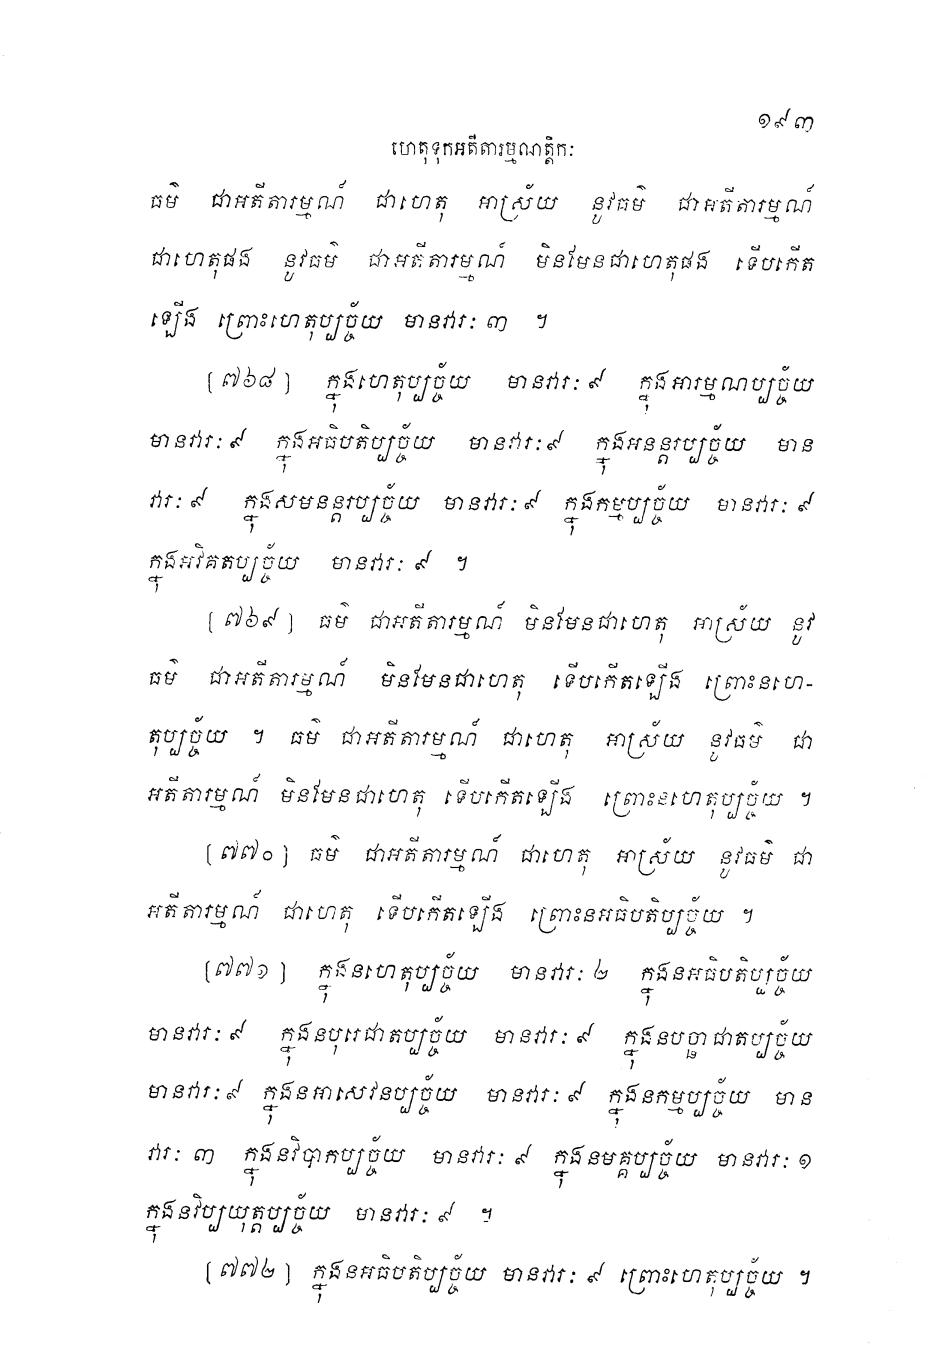 ១៩៣
ហេតុទុកអតីតារម្មណត្តិកៈ
ធម៌ ជាអតីតារម្មណ៍ ជាហេតុ អាស្រ័យ នូវធម៌ ជាអតីតារម្មណ៍
ជាហេតុផង នូវធម៌ ជាអតីតារម្មណ៍ មិនមែនជាហេតុផង ទើបកើត
ឡើង ព្រោះហេតុប្បច្ច័យ មានវារៈ ៣ ។
[៧៦៨] ក្នុងហេតុប្បច្ច័យ មានវារៈ ៩ ក្នុងអារម្មណប្បច្ច័យ
មានវារៈ ៩ ក្នុងអធិបតិប្បច្ច័យ មានវារៈ ៩ ក្នុងអនន្តរប្បច្ច័យ មាន
វារៈ ៩ ក្នុងសមនន្តរប្បច្ច័យ មានវារៈ ៩ ក្នុងកម្មប្បច្ច័យ មានវារៈ ៩
ក្នុងអវិគតប្បច្ច័យ មានវារៈ ៩ ។
[៧៦៩] ធម៌ ជាអតីតារម្មណ៍ មិនមែនជាហេតុ អាស្រ័យ នូវ
ធម៌ ជាអតីតារម្មណ៍ មិនមែនជាហេតុ ទើបកើតឡើង ព្រោះនហេ-
តុប្បច្ច័យ ។ ធម៌ ជាអតីតារម្មណ៍ ជាហេតុ អាស្រ័យ នូវធម៌ ជា
អតីតារម្មណ៍ មិនមែនជាហេតុ ទើបកើតឡើង ព្រោះនហេតុប្បច្ច័យ ។
[៧៧០] ធម៌ ជាអតីតារម្មណ៍ ជាហេតុ អាស្រ័យ នូវធម៌ ជា
អតីតារម្មណ៍ ជាហេតុ ទើបកើតឡើង ព្រោះនអធិបតិប្បច្ច័យ ។
[៧៧១] ក្នុងនហេតុប្បច្ច័យ មានវារៈ ២ ក្នុងនអធិបតិប្បច្ច័យ
មានវារៈ ៩ ក្នុងនបុរេជាតប្បច្ច័យ មានវារៈ ៩ ក្នុងនបច្ឆាជាតប្បច្ច័យ
មានវារៈ ៩ ក្នុងនអាសេវនប្បច្ច័យ មានវារៈ ៩ ក្នុងនកម្មប្បច្ច័យ មាន
វារៈ ៣ ក្នុងនវិបាកប្បច្ច័យ មានវារៈ ៩ ក្នុងនមគ្គប្បច្ច័យ មានវារៈ ១
ក្នុងនវិប្បយុត្តប្បច្ច័យ មានវារៈ ៩ ។
[៧៧២] ក្នុងនអធិបតិប្បច្ច័យ មានវារៈ ៩ ព្រោះហេតុប្បច្ច័យ ។